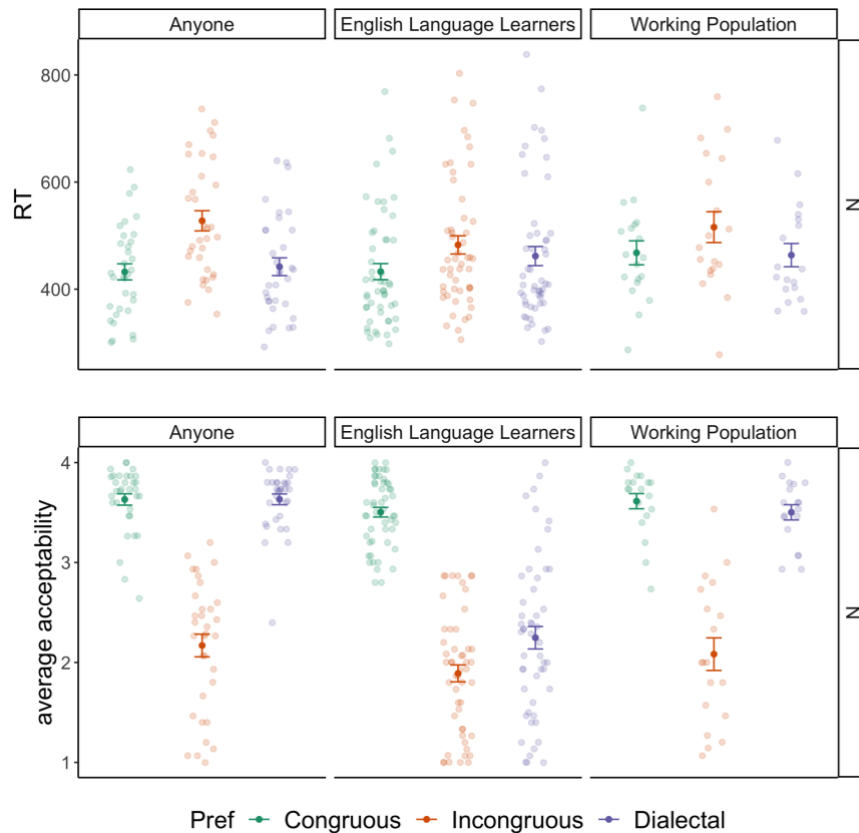 Anyone English Language Learners Working Population
800
600
400
RT
N
Anyone English Language Learners Working Population
4
3
2
1
average acceptability
N
Pref Congruous Incongruous Dialectal